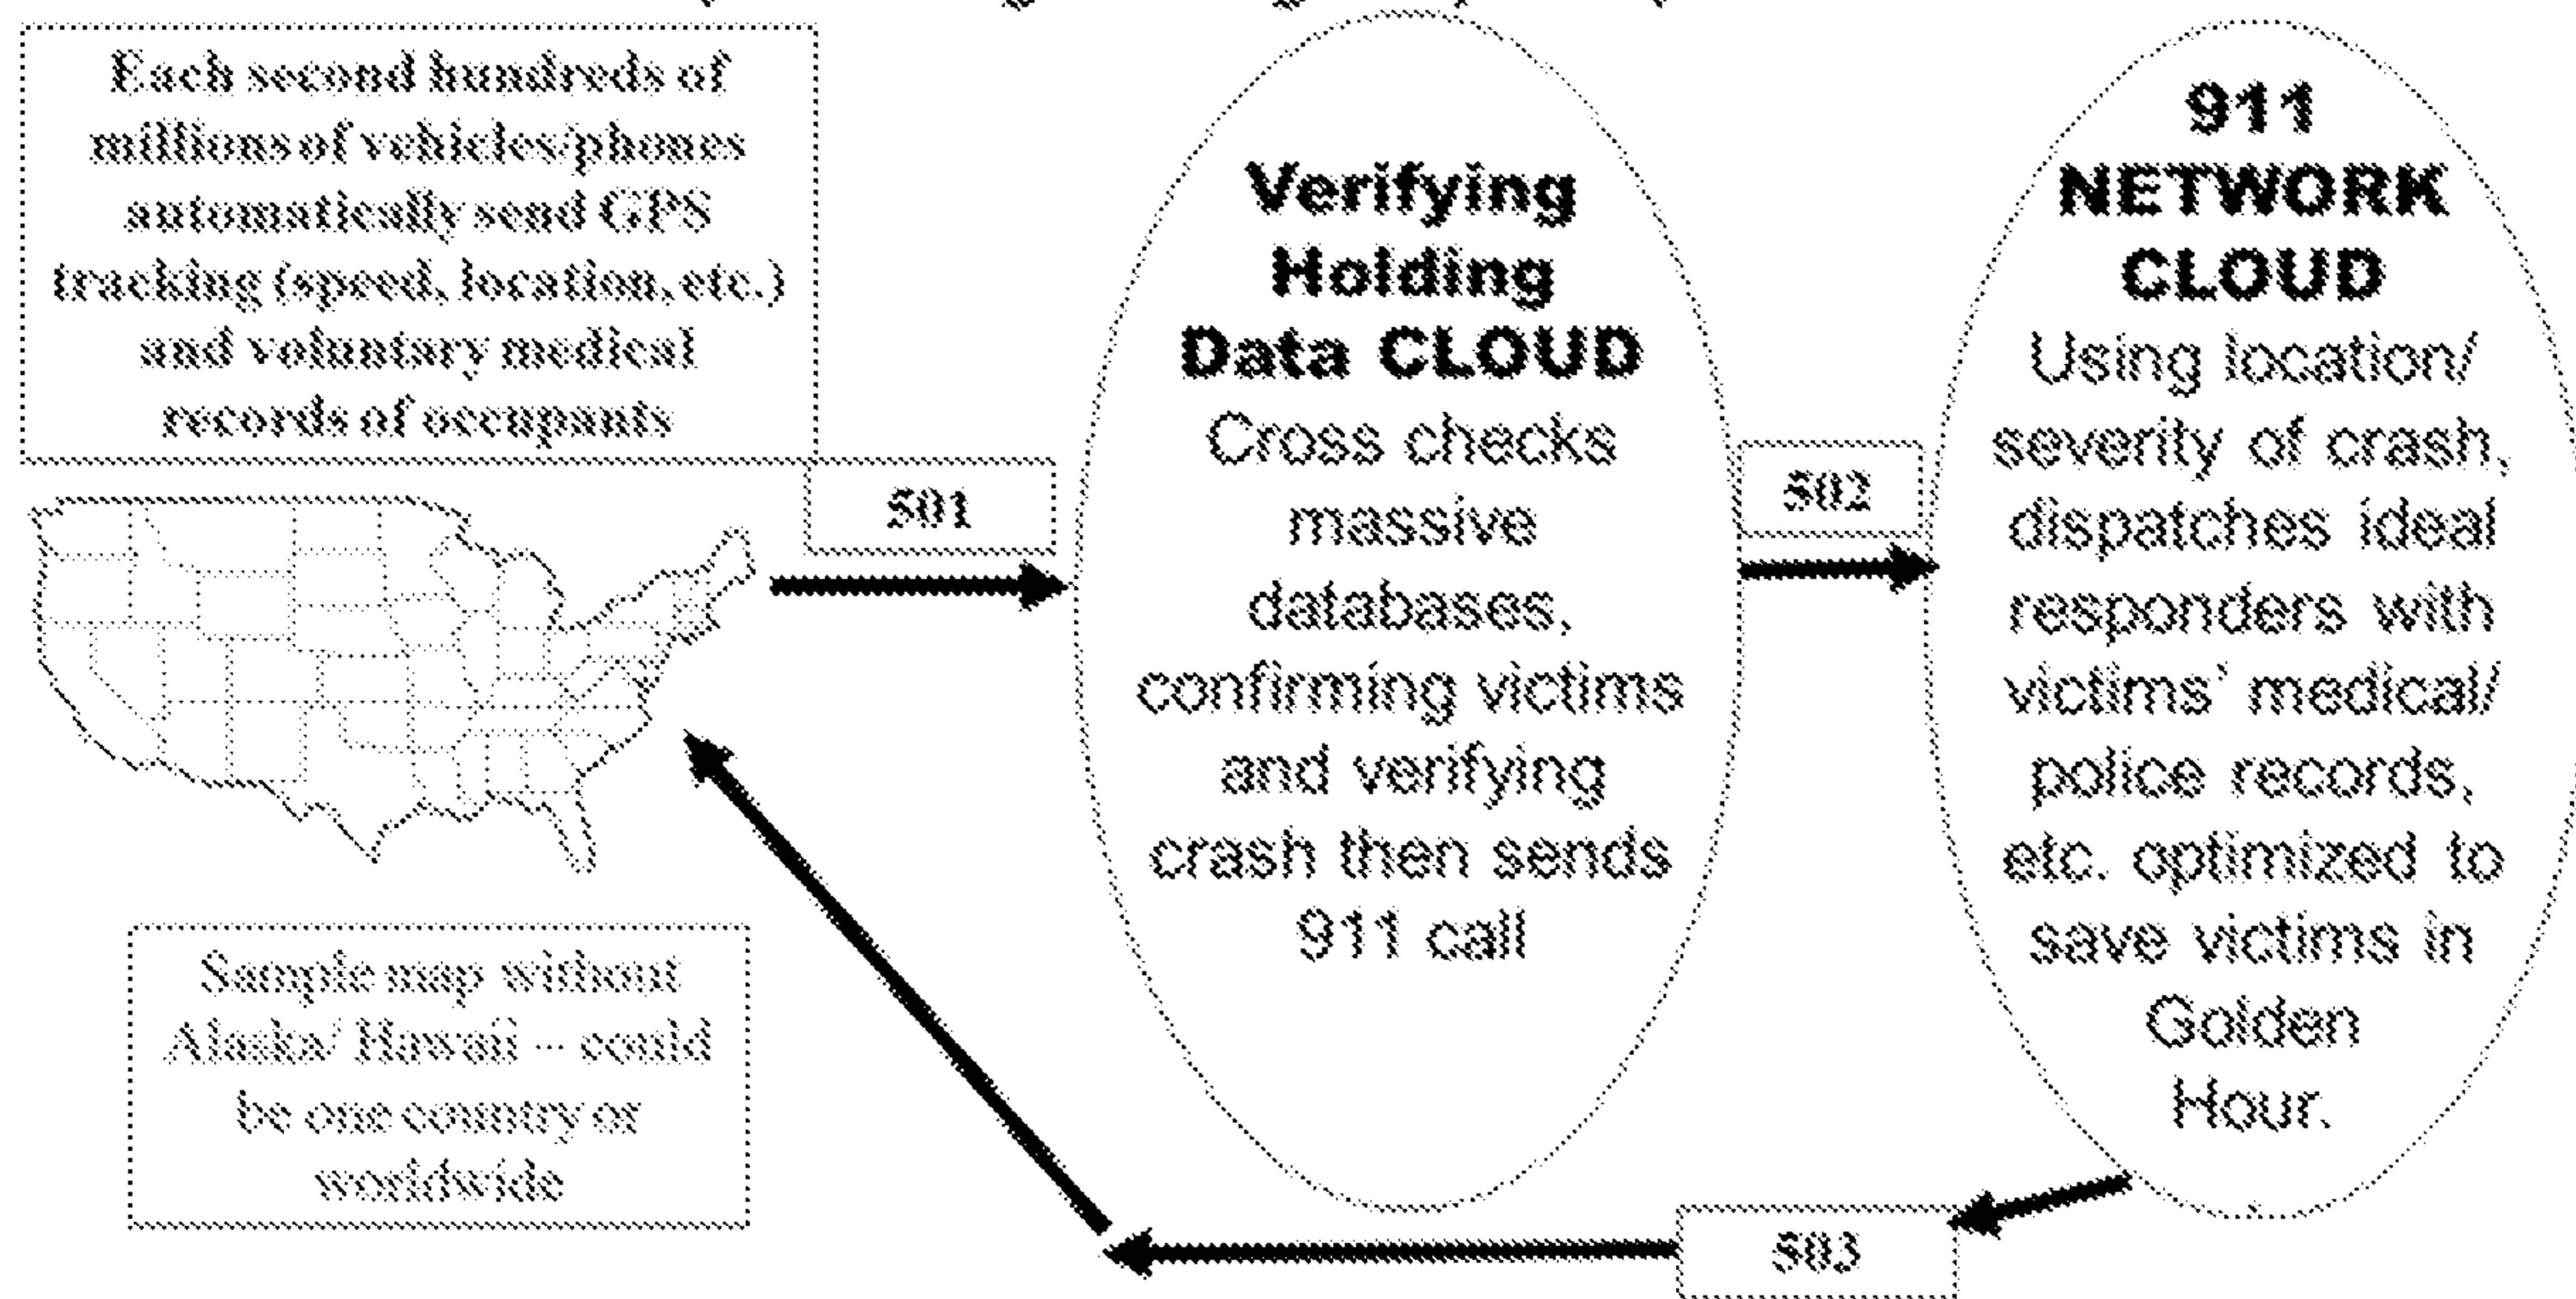 Each second hundreds of
millions of vehicles/phones
automatically send GPS
tracking (speed, location, etc.)
and voluntary medical
records of occupants
501
Sample map without
Alaska/ Hawaii – could
be one country or
worldwide
Verifying
Holding
Data CLOUD
Cross checks
massive
databases,
confirming victims
and verifying
crash then sends
911 call
502
911
NETWORK
CLOUD
Using location/
severity of crash,
dispatches ideal
responders with
victims' medical/
police records,
etc. optimized to
save victims in
Golden
Hour.
503